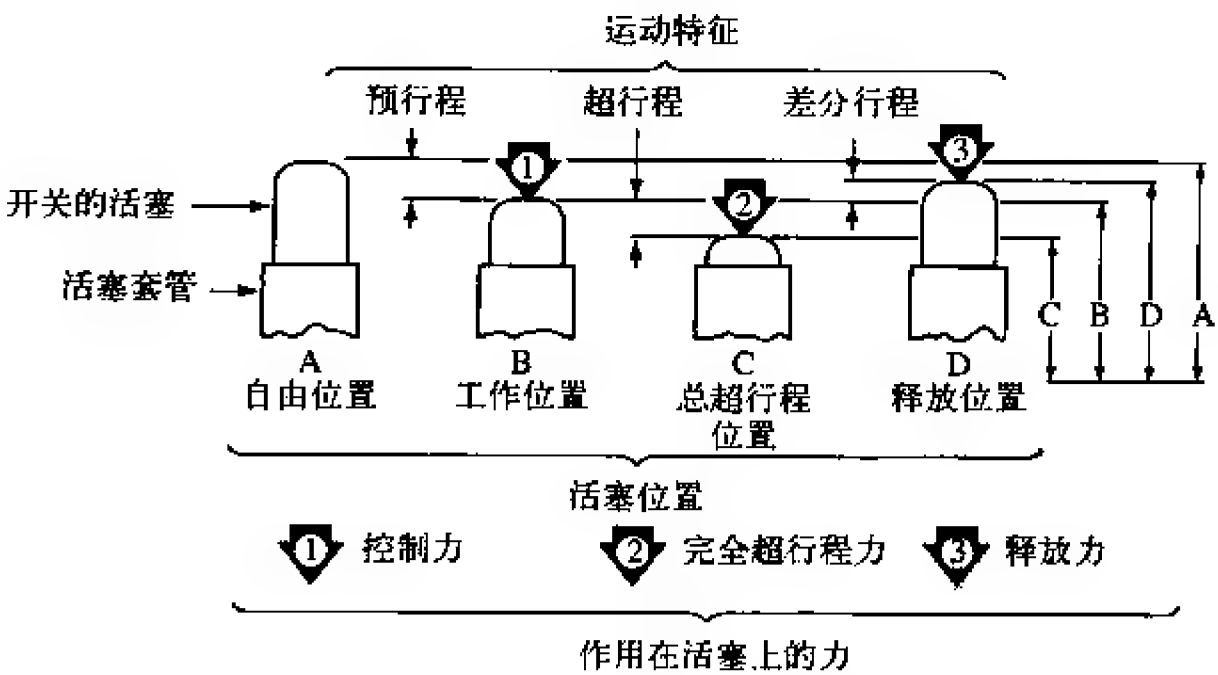 运动特征
预行程 超行程 差分行程
1 3
开关的活塞 2
活塞套管
C B D A
A B C D
自由位置 工作位置 总超行程 释放位置
位置
活塞位置
1 控制力 2 完全超行程力 3 释放力
作用在活塞上的力